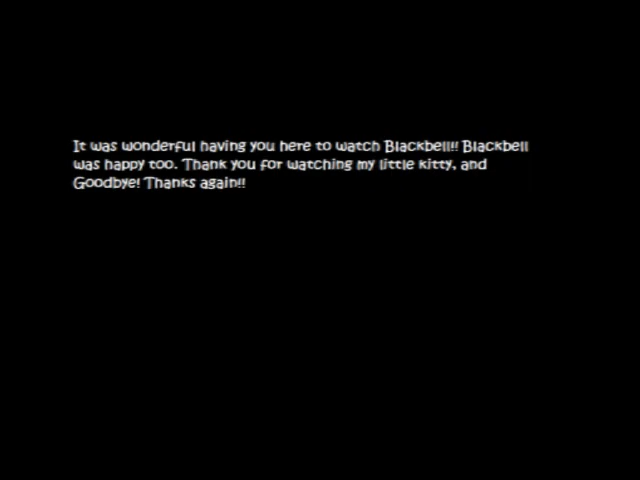 It was wonderful having you here to watch Blackbell!! Blackbell
was happy too. Thank you for watching my little kitty, and
Goodbye! Thanks again!!